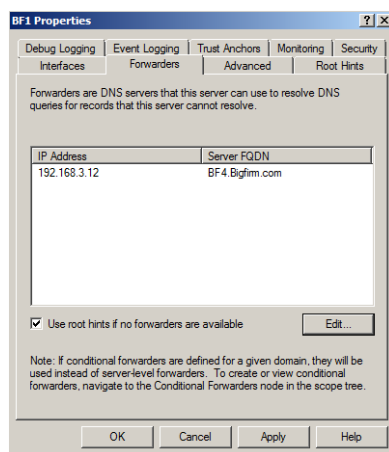 BF1 Properties
Debug Logging Event Logging Trust Anchors Monitoring Security
Interfaces Forwarders Advanced Root Hints
Forwarders are DNS servers that this server can use to resolve DNS
queries for records that this server cannot resolve.
IP Address Server FQDN
192.168.3.12 BF4.Bigfirm.com
Use root hints if no forwarders are available Edit...
Note: If conditional forwarders are defined for a given domain, they will be
used instead of server-level forwarders. To create or view conditional
forwarders, navigate to the Conditional Forwarders node in the scope tree.
OK Cancel Apply Help